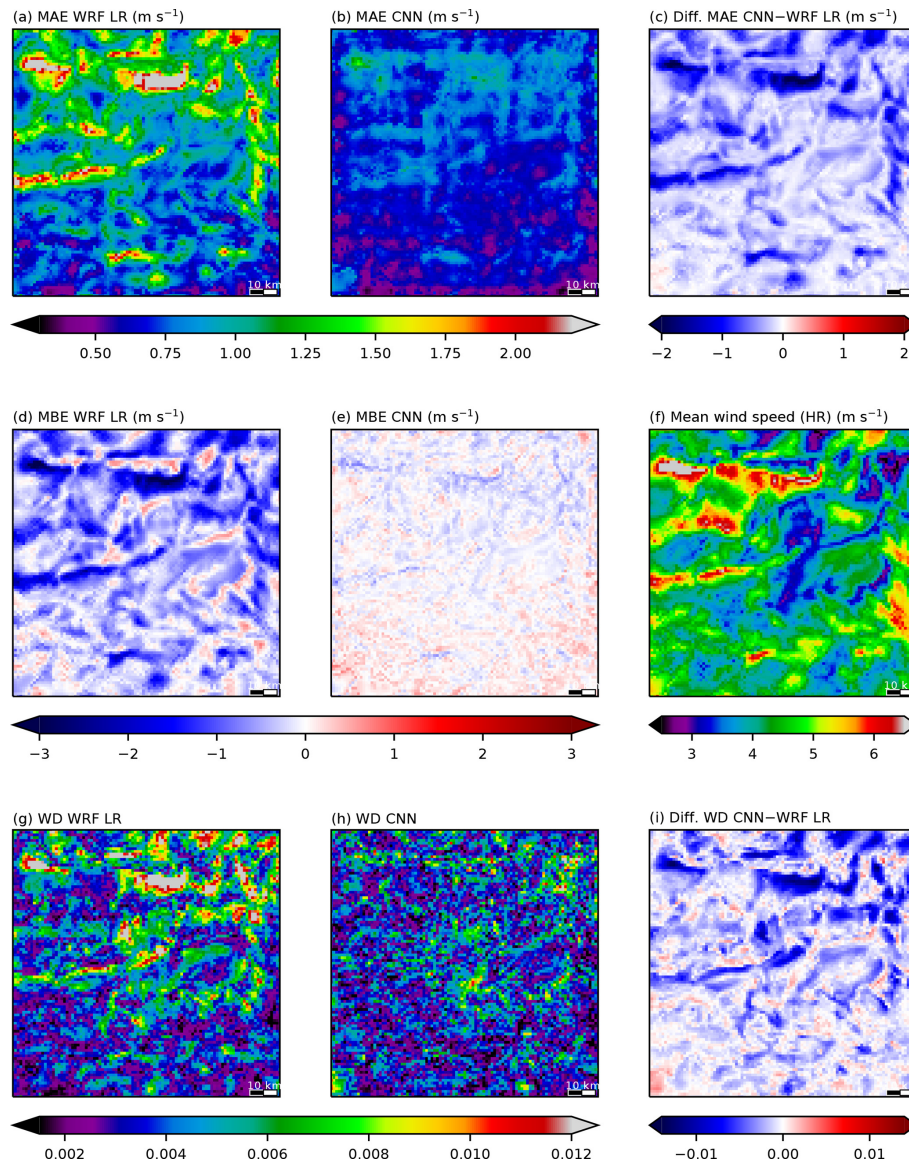 (a) MAE WRF LR (m s⁻¹)
(b) MAE CNN (m s⁻¹)
(c) Diff. MAE CNN−WRF LR (m s⁻¹)
10 km
0.50 0.75 1.00 1.25 1.50 1.75 2.00
−2 −1 0 1 2
(d) MBE WRF LR (m s⁻¹)
(e) MBE CNN (m s⁻¹)
(f) Mean wind speed (HR) (m s⁻¹)
10 k
−3 −2 −1 0 1 2 3
3 4 5 6
(g) WD WRF LR
(h) WD CNN
(i) Diff. WD CNN−WRF LR
10 km
10 km
0.002 0.004 0.006 0.008 0.010 0.012
−0.01 0.00 0.01